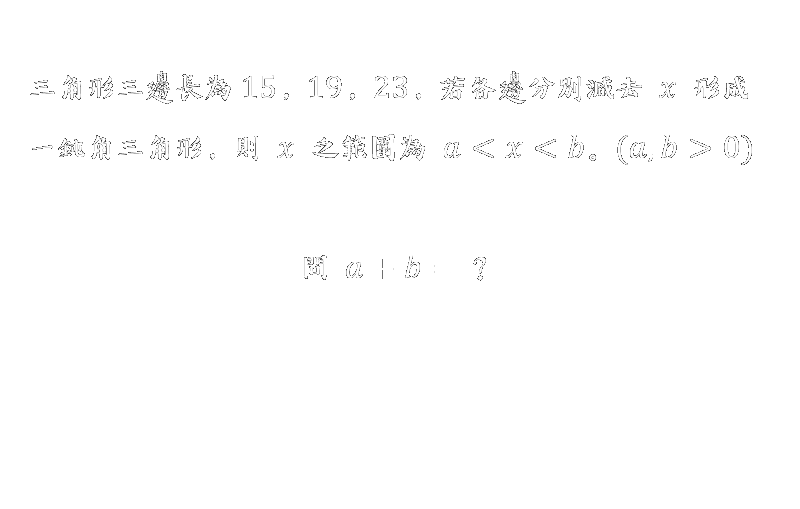 三角形三邊長為 15，19，23，若各邊分別減去 x 形成
一鈍角三角形，則 x 之範圍為 a < x < b。(a, b > 0)
問 a + b = ?